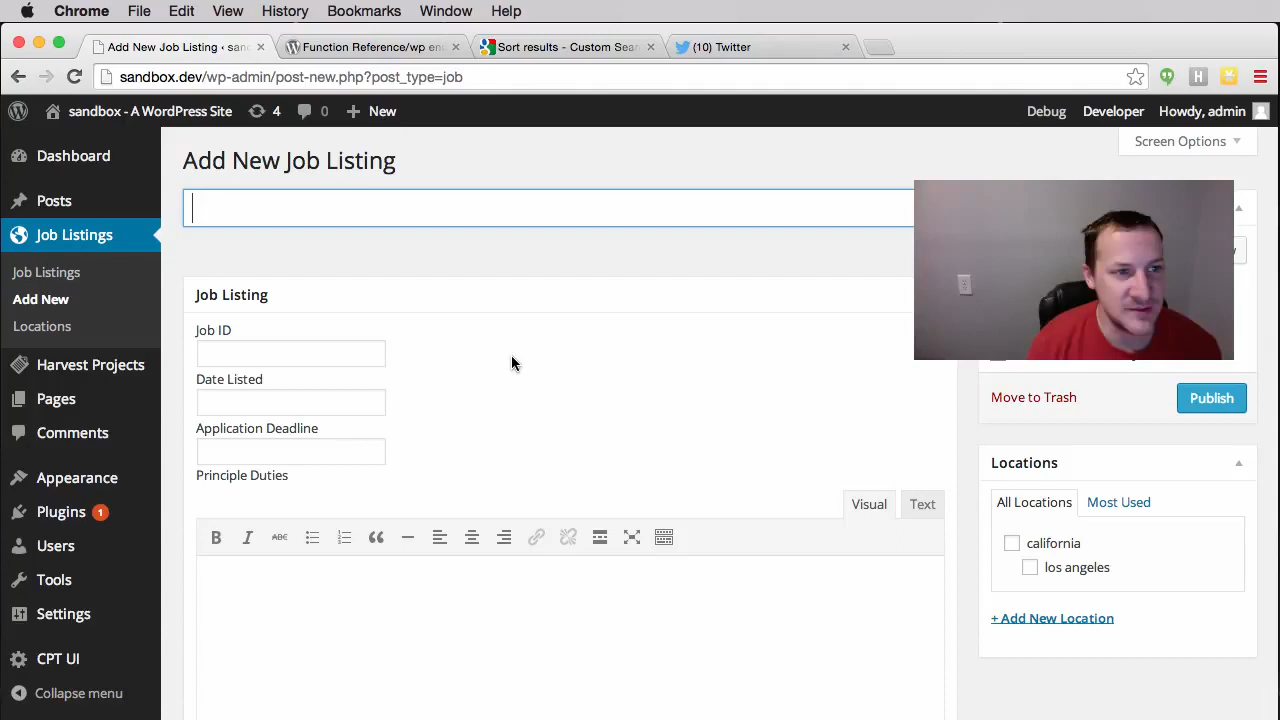 Chrome File Edit View History Bookmarks Window Help
Add New Job Listing ‹ san
Function Reference/wp en
Sort results - Custom Sear
(10) Twitter
sandbox.dev/wp-admin/post-new.php?post_type=job
sandbox - A WordPress Site 4 0 New Debug Developer Howdy, admin
Screen Options
Dashboard
Posts
Job Listings
Job Listings
Add New
Locations
Harvest Projects
Pages
Comments
Appearance
Plugins 1
Users
Tools
Settings
CPT UI
Collapse menu
Add New Job Listing
Job Listing
Job ID
Date Listed
Application Deadline
Principle Duties
Visual Text
B I ABC
Move to Trash Publish
Locations
All Locations Most Used
california
los angeles
+ Add New Location